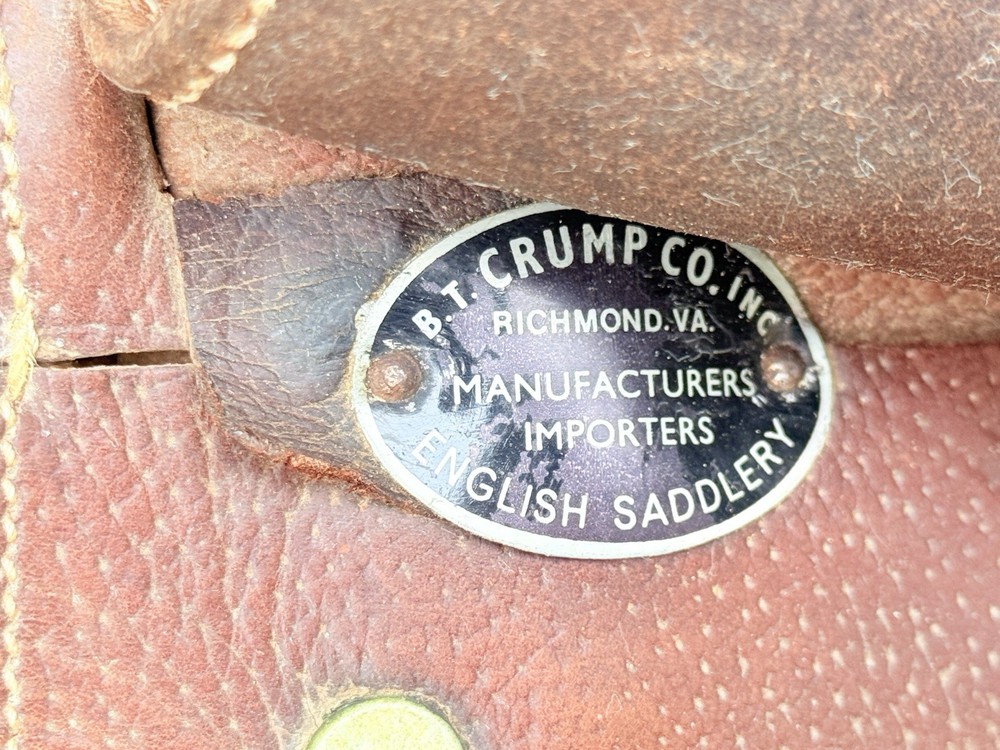 B.T. CRUMP CO. INC
RICHMOND. VA.
MANUFACTURERS
IMPORTERS
ENGLISH SADDLERY